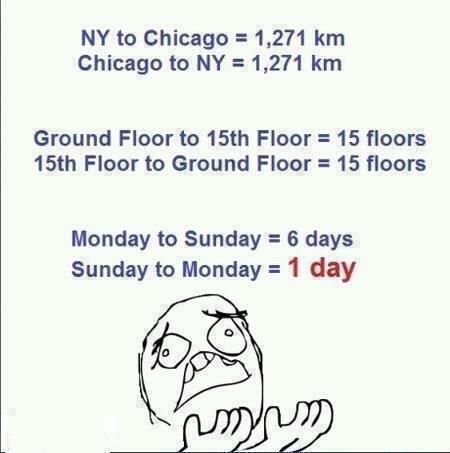 NY to Chicago = 1,271 km
Chicago to NY = 1,271 km
Ground Floor to 15th Floor = 15 floors
15th Floor to Ground Floor = 15 floors
Monday to Sunday = 6 days
Sunday to Monday = 1 day